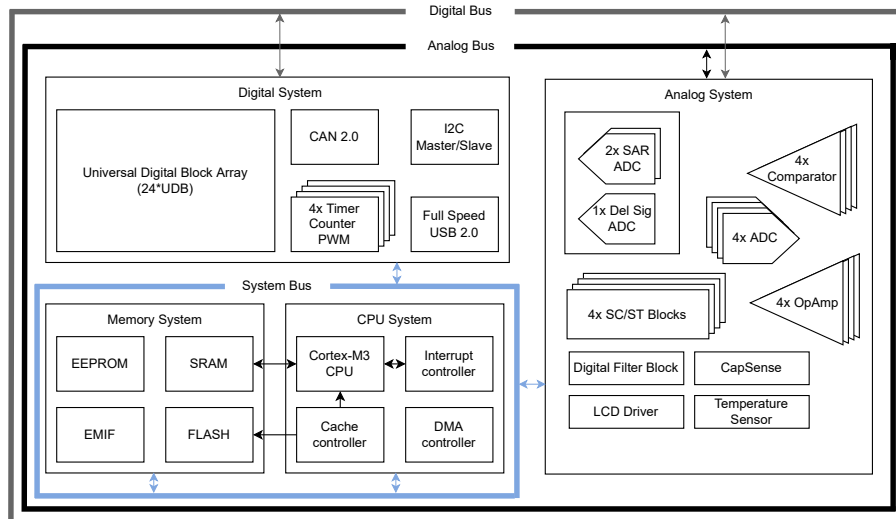 Digital Bus
Analog Bus
Digital System
Universal Digital Block Array
(24*UDB)
CAN 2.0
I2C
Master/Slave
4x Timer
Counter
PWM
Full Speed
USB 2.0
Analog System
2x SAR
ADC
1x Del Sig
ADC
4x
Comparator
4x ADC
4x SC/ST Blocks
4x OpAmp
Digital Filter Block
CapSense
LCD Driver
Temperature
Sensor
System Bus
Memory System
EEPROM
SRAM
EMIF
FLASH
CPU System
Cortex-M3
CPU
Interrupt
controller
Cache
controller
DMA
controller